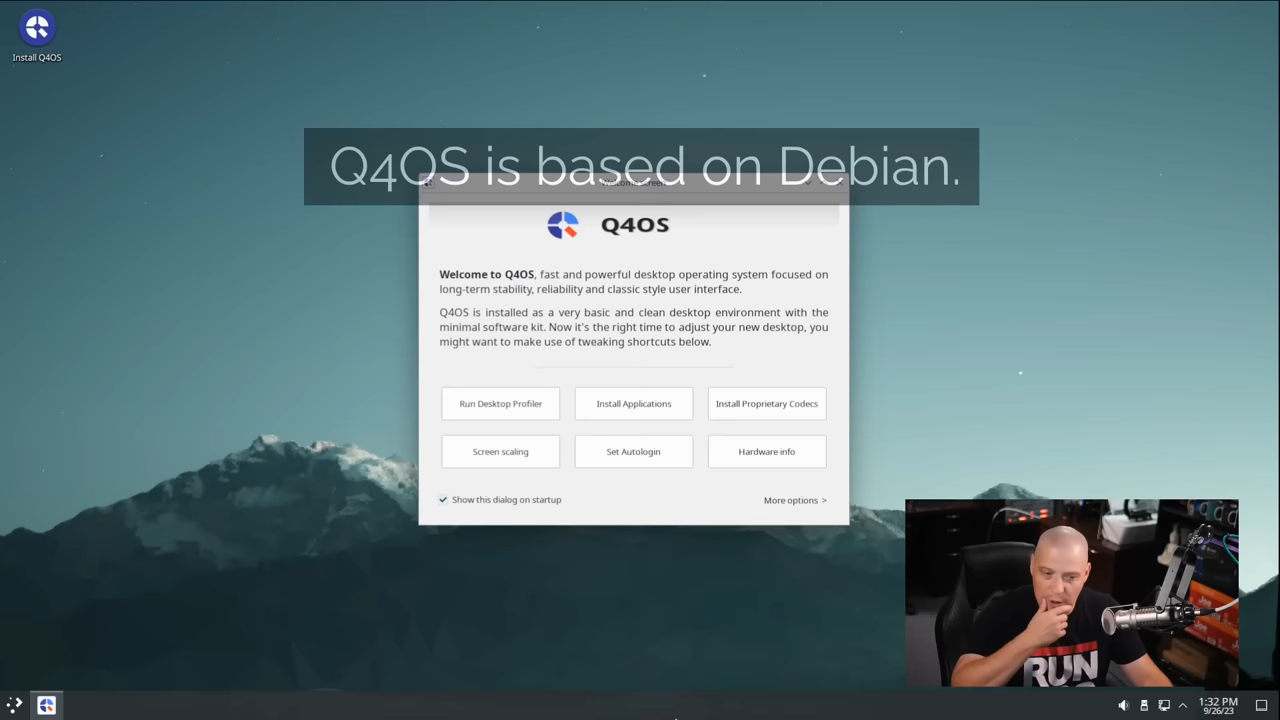 Install Q4OS
Q4OS is based on Debian.
Q4OS
Welcome to Q4OS, fast and powerful desktop operating system focused on
long-term stability, reliability and classic style user interface.
Q4OS is installed as a very basic and clean desktop environment with the
minimal software kit. Now it's the right time to adjust your new desktop, you
might want to make use of tweaking shortcuts below.
Run Desktop Profiler
Install Applications
Install Proprietary Codecs
Screen scaling
Set Autologin
Hardware info
Show this dialog on startup
More options >
RUN
1:32 PM
9/26/23